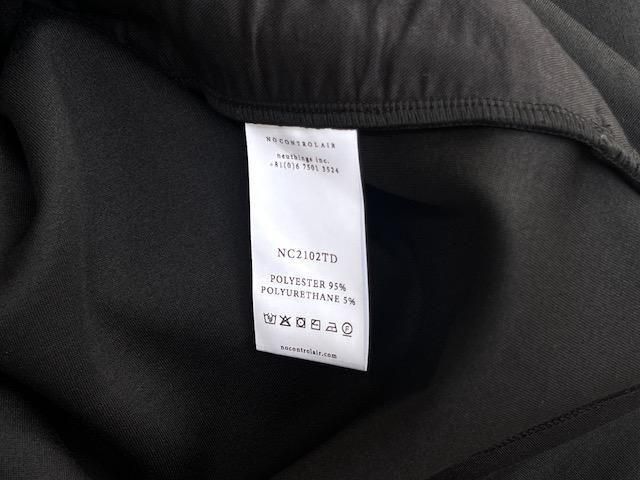 NOCONTROLAIR
neuthings inc.
+81(0)6 7501 3524
NC2102TD
POLYESTER 95%
POLYURETHANE 5%
nocontrolair.com